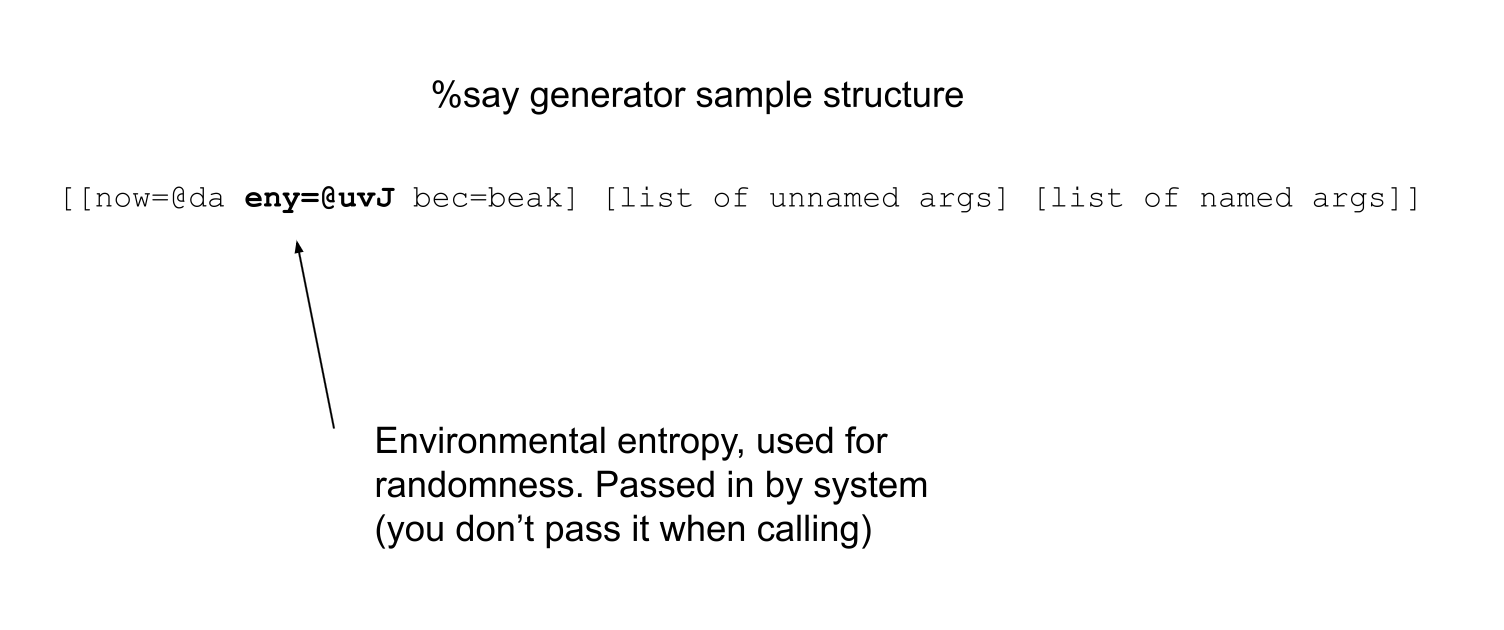 %say generator sample structure
[[now=@da eny=@uvJ bec=beak] [list of unnamed args] [list of named args]]
Environmental entropy, used for
randomness. Passed in by system
(you don’t pass it when calling)